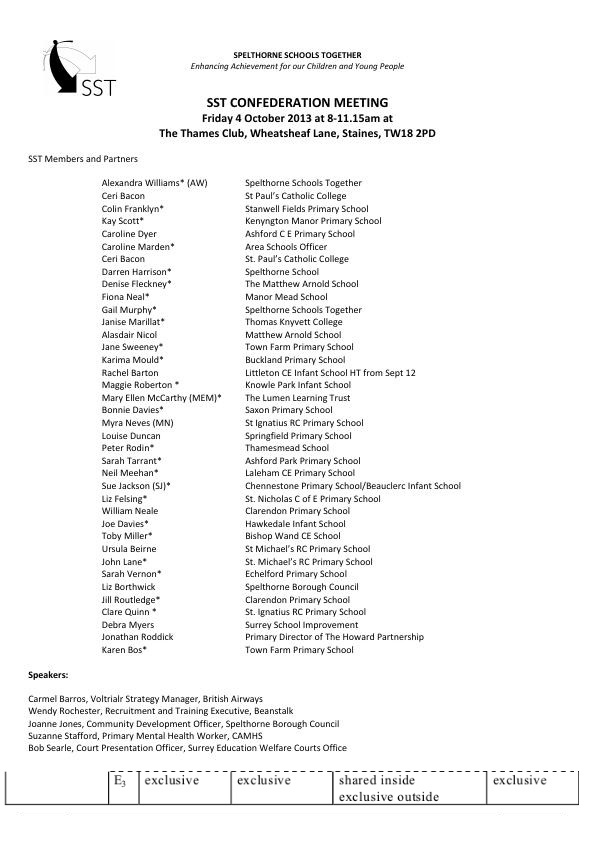 SST
SPELTHORNE SCHOOLS TOGETHER
Enhancing Achievement for our Children and Young People
SST CONFEDERATION MEETING
Friday 4 October 2013 at 8-11.15am at
The Thames Club, Wheatsheaf Lane, Staines, TW18 2PD
SST Members and Partners
Alexandra Williams* (AW) Spelthorne Schools Together
Ceri Bacon St Paul's Catholic College
Colin Franklyn* Stanwell Fields Primary School
Kay Scott* Kenyngton Manor Primary School
Caroline Dyer Ashford C E Primary School
Caroline Marden* Area Schools Officer
Ceri Bacon St. Paul's Catholic College
Darren Harrison* Spelthorne School
Denise Fleckney* The Matthew Arnold School
Fiona Neal* Manor Mead School
Gail Murphy* Spelthorne Schools Together
Janise Marillat* Thomas Knyvett College
Alasdair Nicol Matthew Arnold School
Jane Sweeney* Town Farm Primary School
Karima Mould* Buckland Primary School
Rachel Barton Littleton CE Infant School HT from Sept 12
Maggie Roberton * Knowle Park Infant School
Mary Ellen McCarthy (MEM)* The Lumen Learning Trust
Bonnie Davies* Saxon Primary School
Myra Neves (MN) St Ignatius RC Primary School
Louise Duncan Springfield Primary School
Peter Rodin* Thamesmead School
Sarah Tarrant* Ashford Park Primary School
Neil Meehan* Laleham CE Primary School
Sue Jackson (SJ)* Chennestone Primary School/Beauclerc Infant School
Liz Felsing* St. Nicholas C of E Primary School
William Neale Clarendon Primary School
Joe Davies* Hawkedale Infant School
Toby Miller* Bishop Wand CE School
Ursula Beirne St Michael's RC Primary School
John Lane* St. Michael's RC Primary School
Sarah Vernon* Echelford Primary School
Liz Borthwick Spelthorne Borough Council
Jill Routledge* Clarendon Primary School
Clare Quinn * St. Ignatius RC Primary School
Debra Myers Surrey School Improvement
Jonathan Roddick Primary Director of The Howard Partnership
Karen Bos* Town Farm Primary School
Speakers:
Carmel Barros, Voltrialr Strategy Manager, British Airways
Wendy Rochester, Recruitment and Training Executive, Beanstalk
Joanne Jones, Community Development Officer, Spelthorne Borough Council
Suzanne Stafford, Primary Mental Health Worker, CAMHS
Bob Searle, Court Presentation Officer, Surrey Education Welfare Courts Office
E3 exclusive exclusive shared inside exclusive
exclusive outside